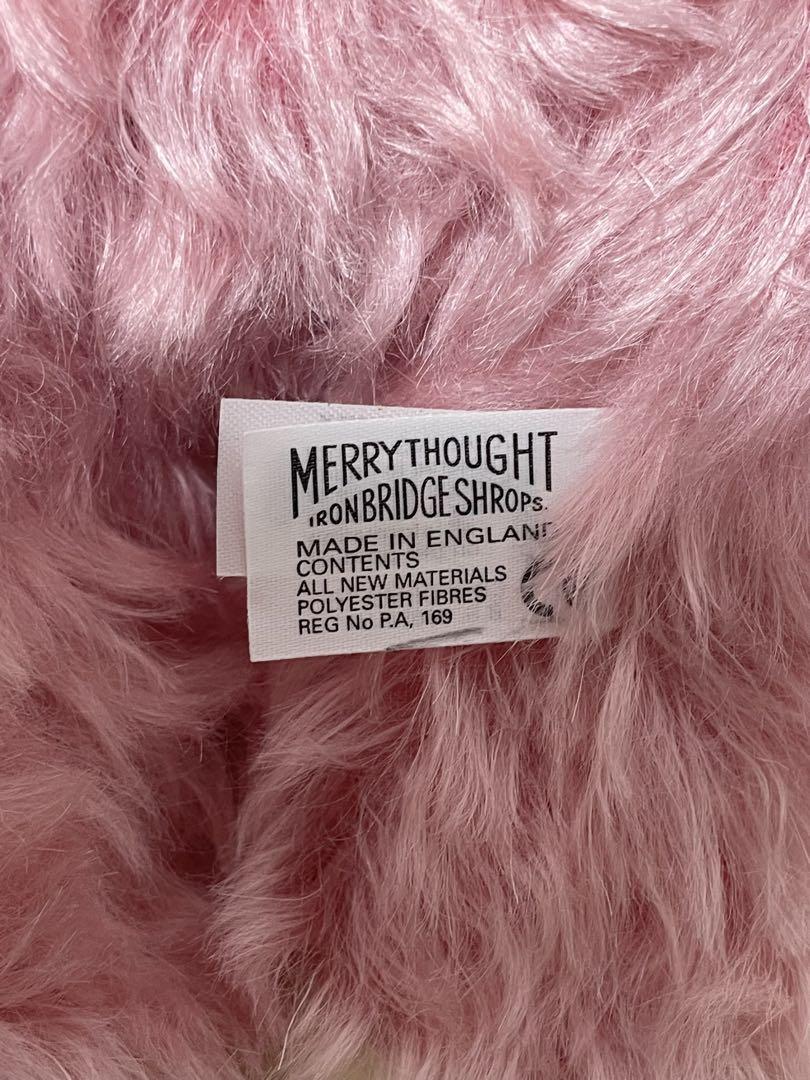 MERRYTHOUGHT
IRONBRIDGE SHROPS.
MADE IN ENGLAND
CONTENTS
ALL NEW MATERIALS
POLYESTER FIBRES
REG No P.A, 169